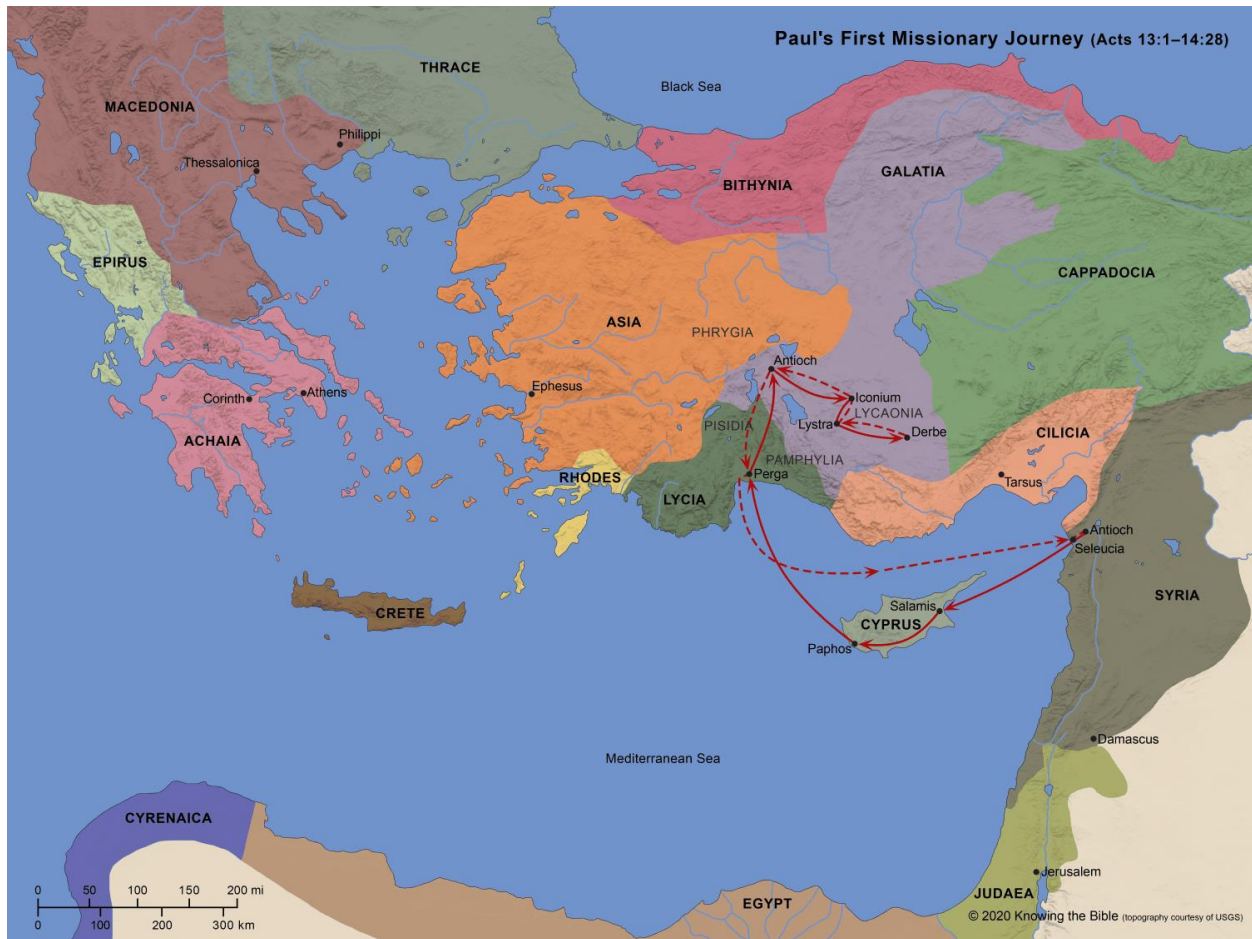 Paul's First Missionary Journey (Acts 13:1–14:28)
THRACE
Black Sea
MACEDONIA
Philippi
Thessalonica
GALATIA
BITHYNIA
EPIRUS
CAPPADOCIA
ASIA
PHRYGIA
Antioch
Ephesus
Corinth
Athens
Iconium
LYCAONIA
ACHAIA
Lystra
PISIDIA
Derbe
CILICIA
PAMPHYLIA
Perga
RHODES
Tarsus
LYCIA
Antioch
Seleucia
SYRIA
CRETE
Salamis
CYPRUS
Paphos
Damascus
Mediterranean Sea
CYRENAICA
0 50 100 150 200 mi
0 100 200 300 km
Jerusalem
JUDAEA
EGYPT
© 2020 Knowing the Bible (topography courtesy of USGS)